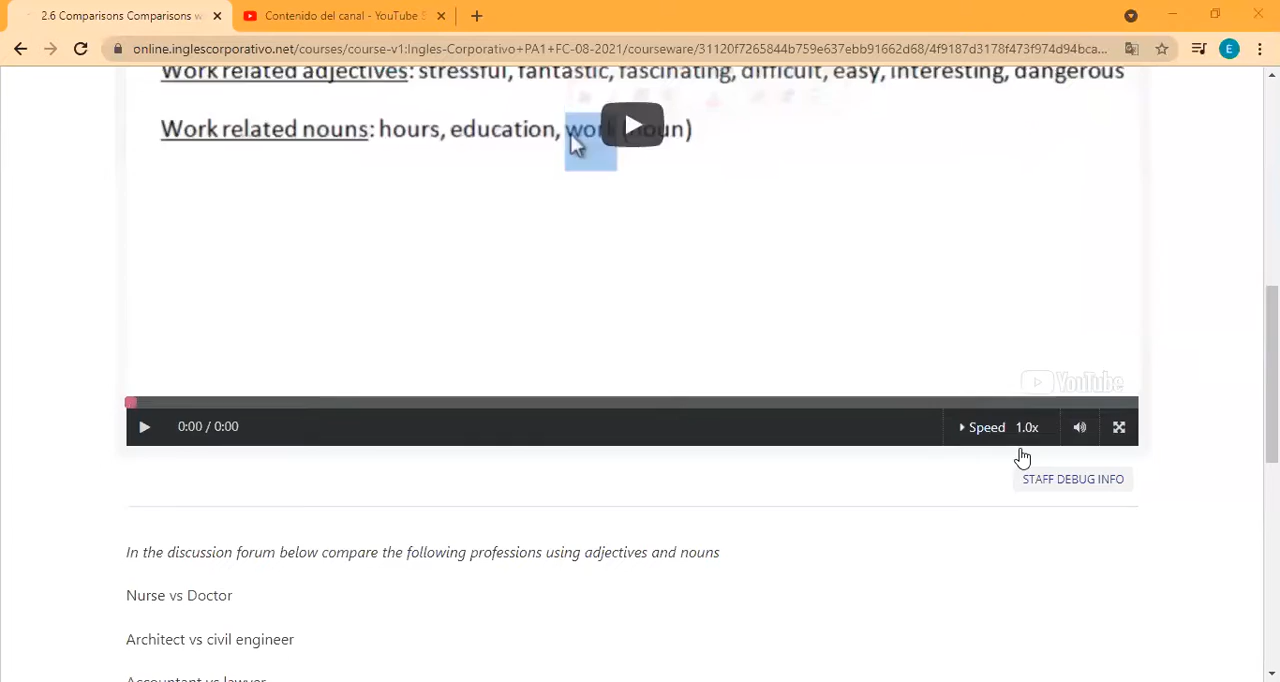 2.6 Comparisons Comparisons w
Contenido del canal - YouTube S
online.inglescorporativo.net/courses/course-v1:Ingles-Corporativo+PA1+FC-08-2021/courseware/31120f7265844b759e637ebb91662d68/4f9187d3178f473f974d94bca...
E
Work related adjectives: stressful, fantastic, fascinating, difficult, easy, interesting, dangerous
Work related nouns: hours, education, work (noun)
YouTube
0:00 / 0:00
Speed 1.0x
STAFF DEBUG INFO
In the discussion forum below compare the following professions using adjectives and nouns
Nurse vs Doctor
Architect vs civil engineer
Accountant vs lawyer